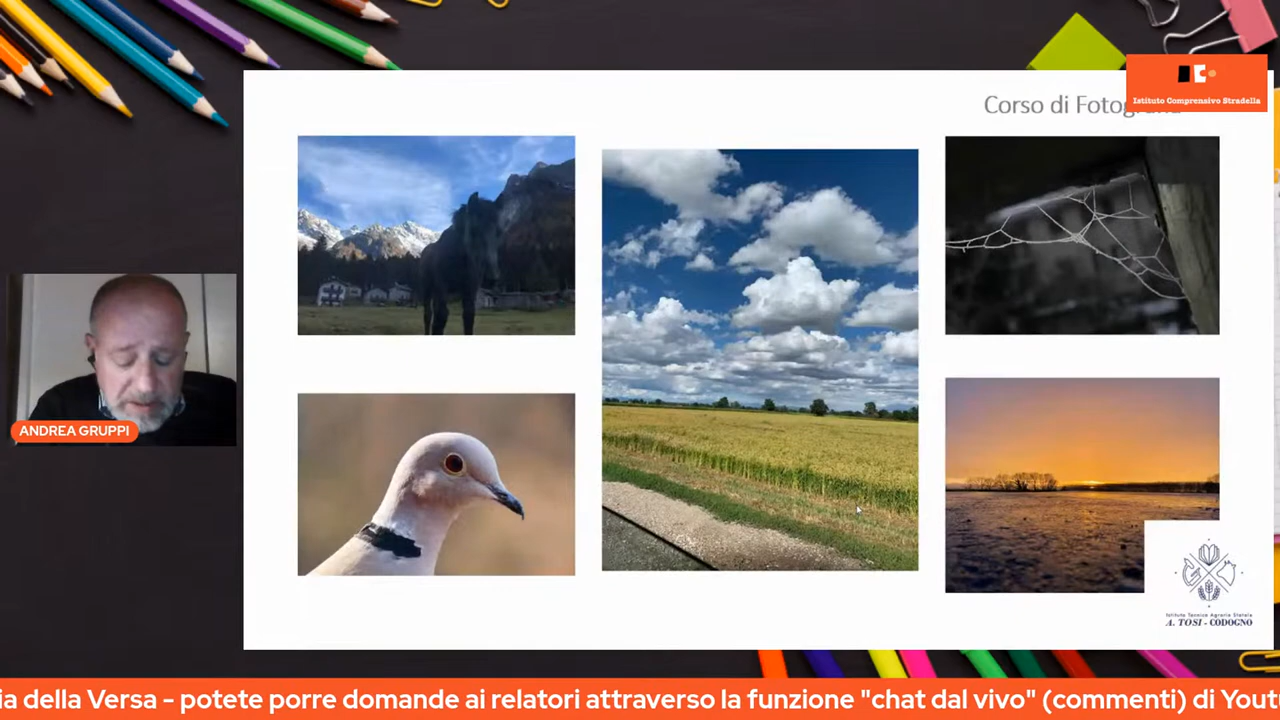 Corso di Fotog
Istituto Comprensivo Stradella
ANDREA GRUPPI
Istituto Tecnico Agrario Statale
A. TOSI - CODOGNO
ia della Versa - potete porre domande ai relatori attraverso la funzione "chat dal vivo" (commenti) di Yout